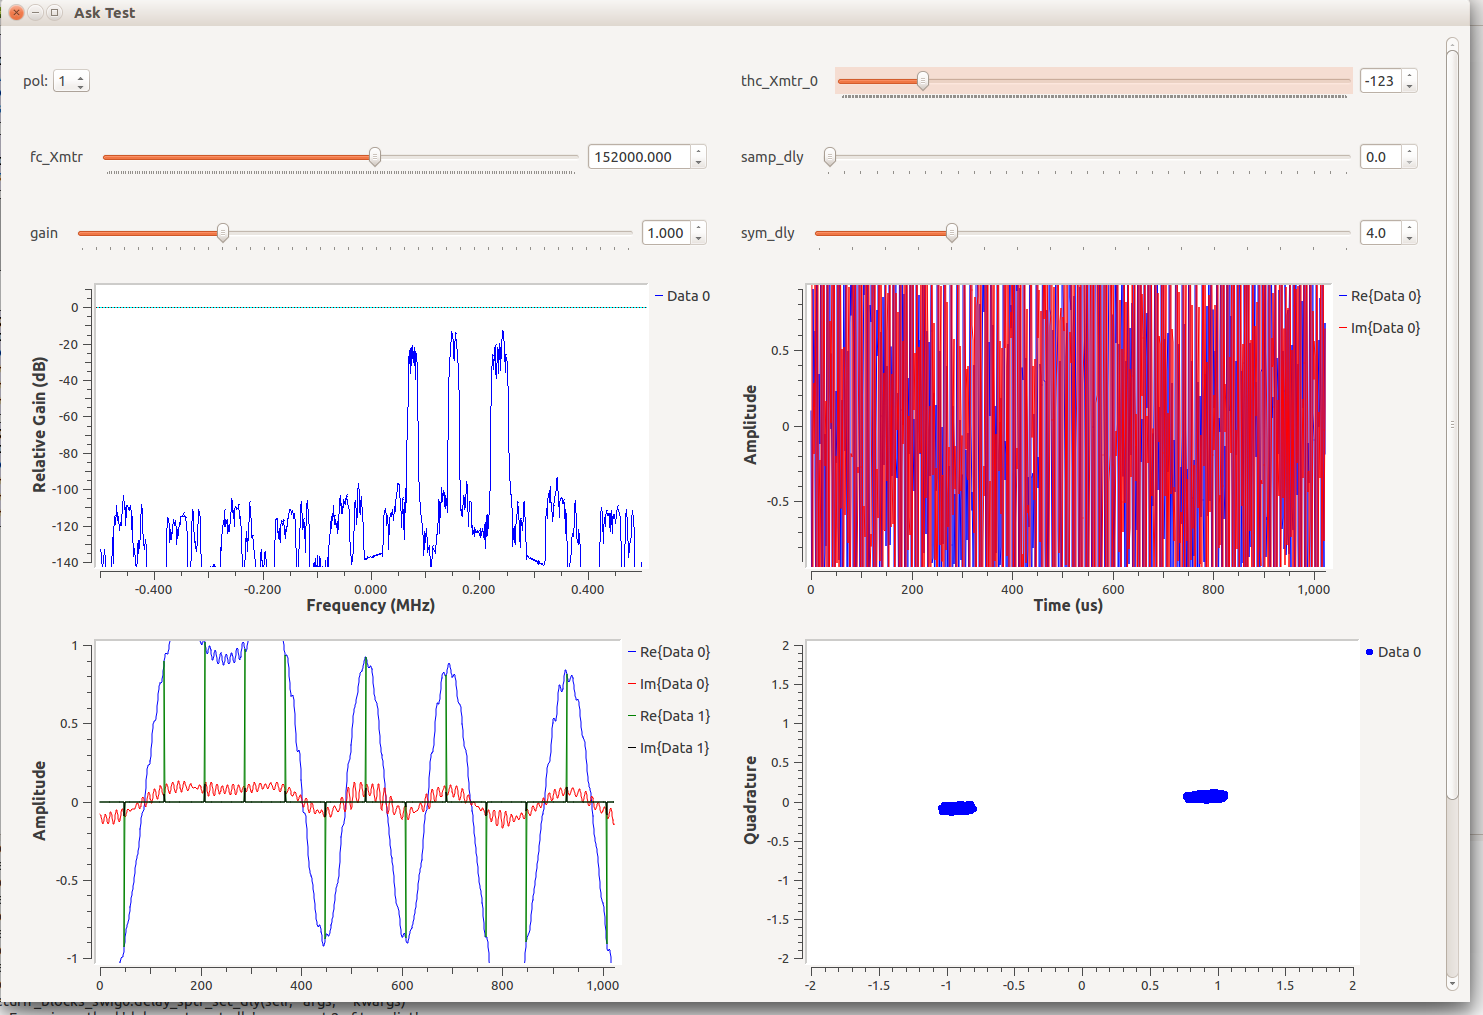 Ask Test
pol: 1
thc_Xmtr_0 -123
fc_Xmtr 152000.000
samp_dly 0.0
gain 1.000
sym_dly 4.0
Data 0
0
-20
-40
-60
-80
-100
-120
-140
Relative Gain (dB)
-0.400 -0.200 0.000 0.200 0.400
Frequency (MHz)
Re{Data 0}
Im{Data 0}
0.5
0
-0.5
Amplitude
0 200 400 600 800 1,000
Time (us)
Re{Data 0}
Im{Data 0}
Re{Data 1}
Im{Data 1}
1
0.5
0
-0.5
-1
Amplitude
0 200 400 600 800 1,000
Data 0
2
1.5
1
0.5
0
-0.5
-1
-1.5
-2
Quadrature
-2 -1.5 -1 -0.5 0 0.5 1 1.5 2